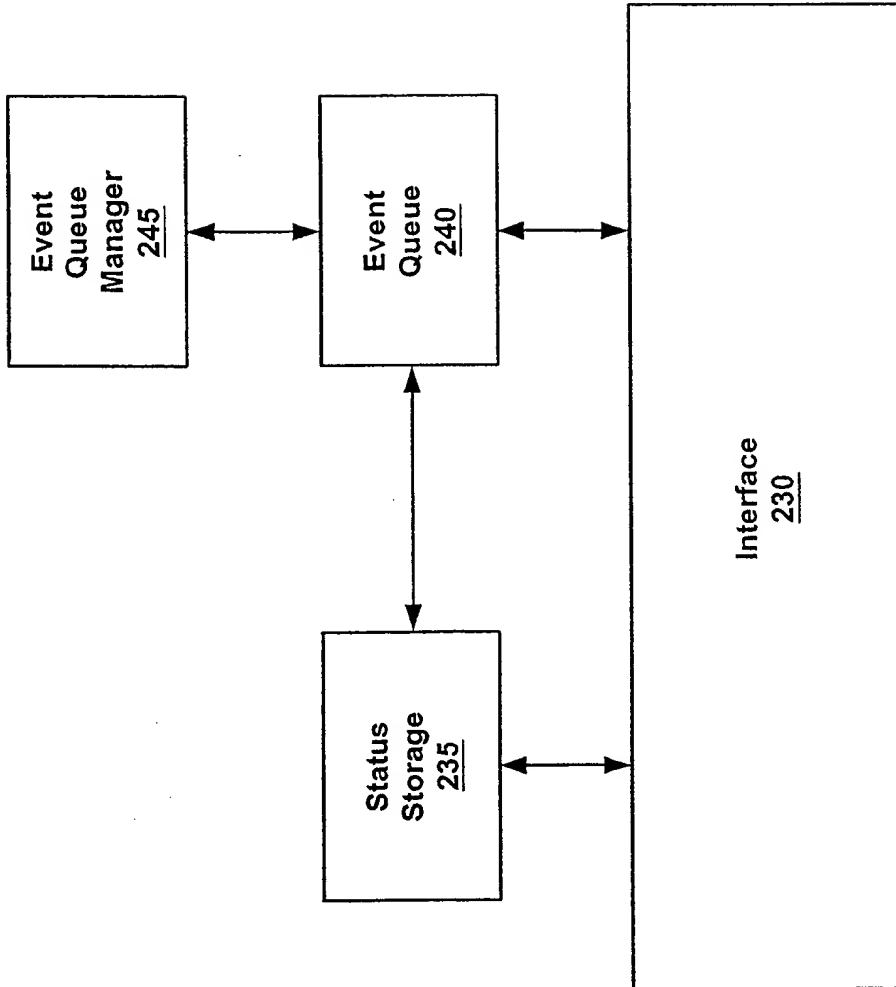 Event
Queue
Manager
245
Event
Queue
240
Status
Storage
235
Interface
230